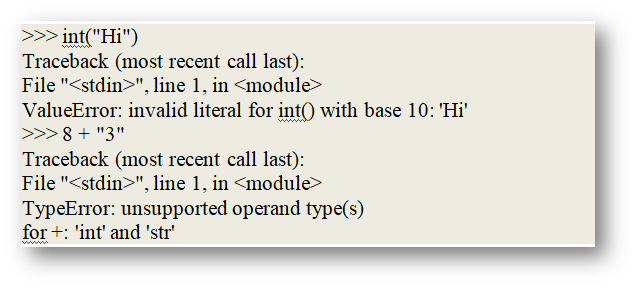 >>> int("Hi")
Traceback (most recent call last):
File "<stdin>", line 1, in <module>
ValueError: invalid literal for int() with base 10: 'Hi'
>>> 8 + "3"
Traceback (most recent call last):
File "<stdin>", line 1, in <module>
TypeError: unsupported operand type(s)
for +: 'int' and 'str'